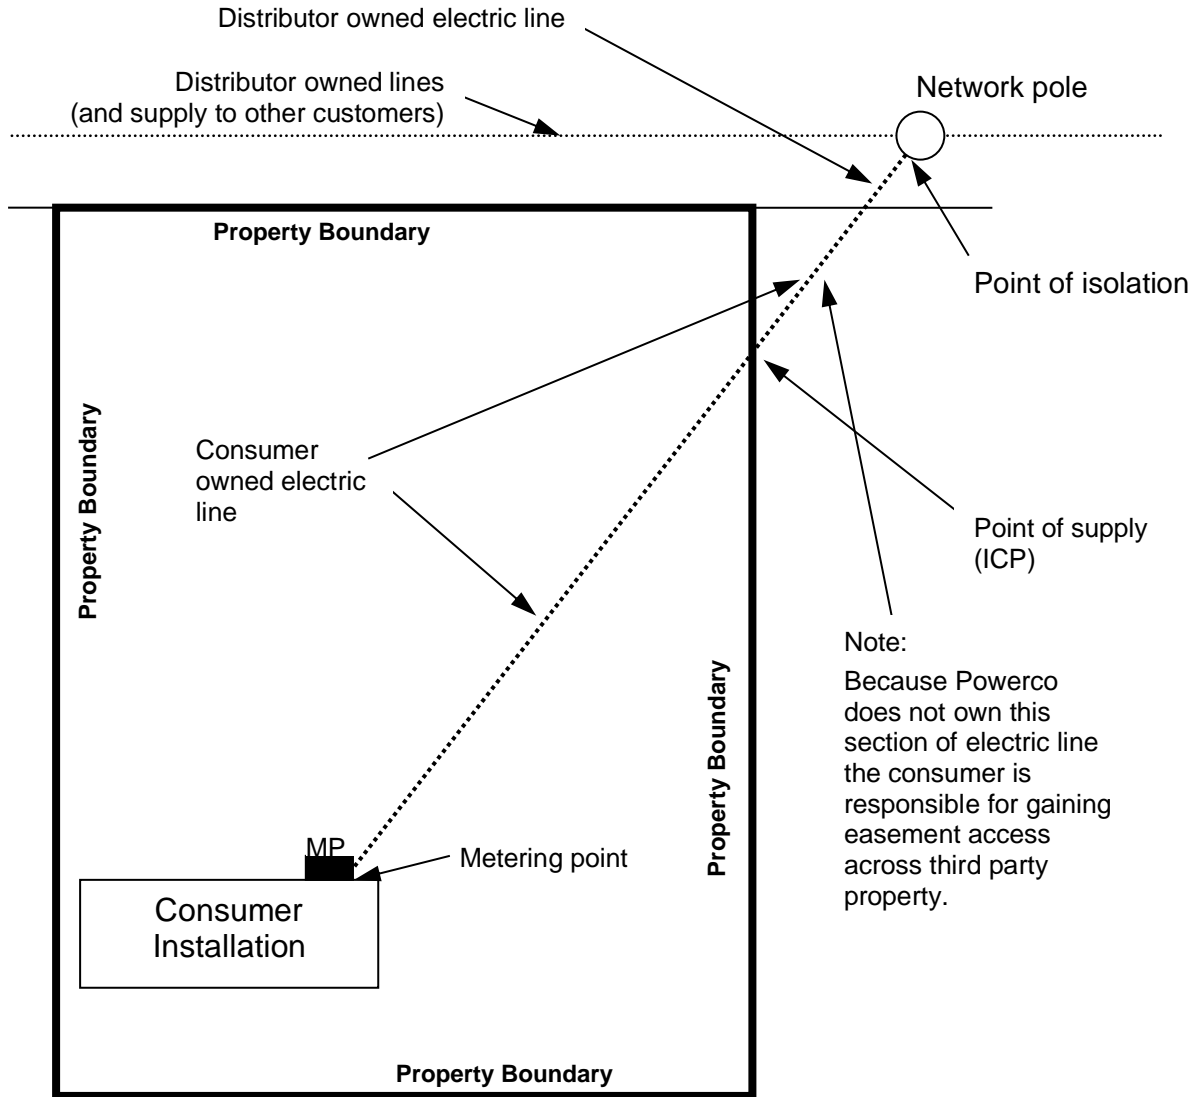 Distributor owned electric line
Distributor owned lines
(and supply to other customers)
Network pole
Property Boundary
Point of isolation
Property Boundary
Consumer
owned electric
line
Point of supply
(ICP)
Note:
Because Powerco
does not own this
section of electric line
the consumer is
responsible for gaining
easement access
across third party
property.
Property Boundary
MP
Metering point
Consumer
Installation
Property Boundary